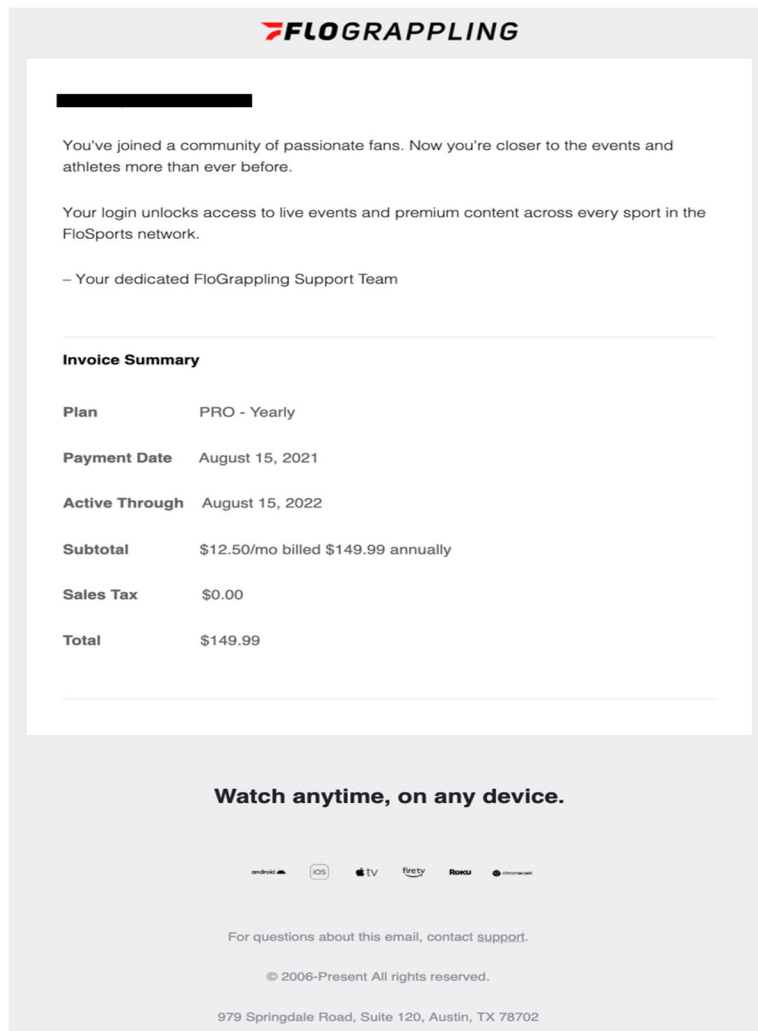 FLOGRAPPLING
You've joined a community of passionate fans. Now you're closer to the events and
athletes more than ever before.
Your login unlocks access to live events and premium content across every sport in the
FloSports network.
– Your dedicated FloGrappling Support Team
Invoice Summary
Plan PRO - Yearly
Payment Date August 15, 2021
Active Through August 15, 2022
Subtotal $12.50/mo billed $149.99 annually
Sales Tax $0.00
Total $149.99
Watch anytime, on any device.
android iOS tv firetv Roku chromecast
For questions about this email, contact support.
© 2006-Present All rights reserved.
979 Springdale Road, Suite 120, Austin, TX 78702